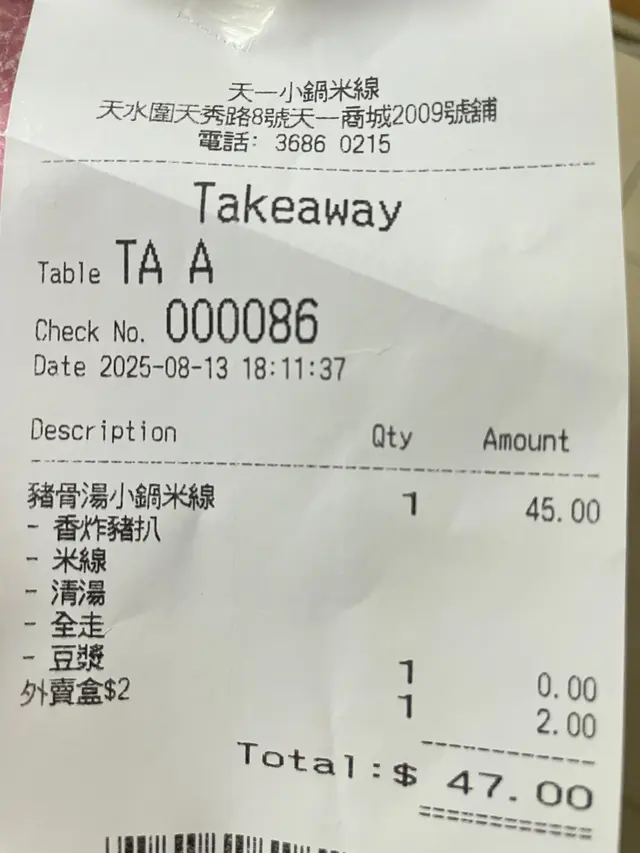 天一小鍋米線
天水圍天秀路8號天一商城2009號舖
電話: 3686 0215
Takeaway
Table TA A
Check No. 000086
Date 2025-08-13 18:11:37
Description Qty Amount
豬骨湯小鍋米線 1 45.00
- 香炸豬扒
- 米線
- 清湯
- 全走
- 豆漿 1 0.00
外賣盒$2 1 2.00
Total:$ 47.00